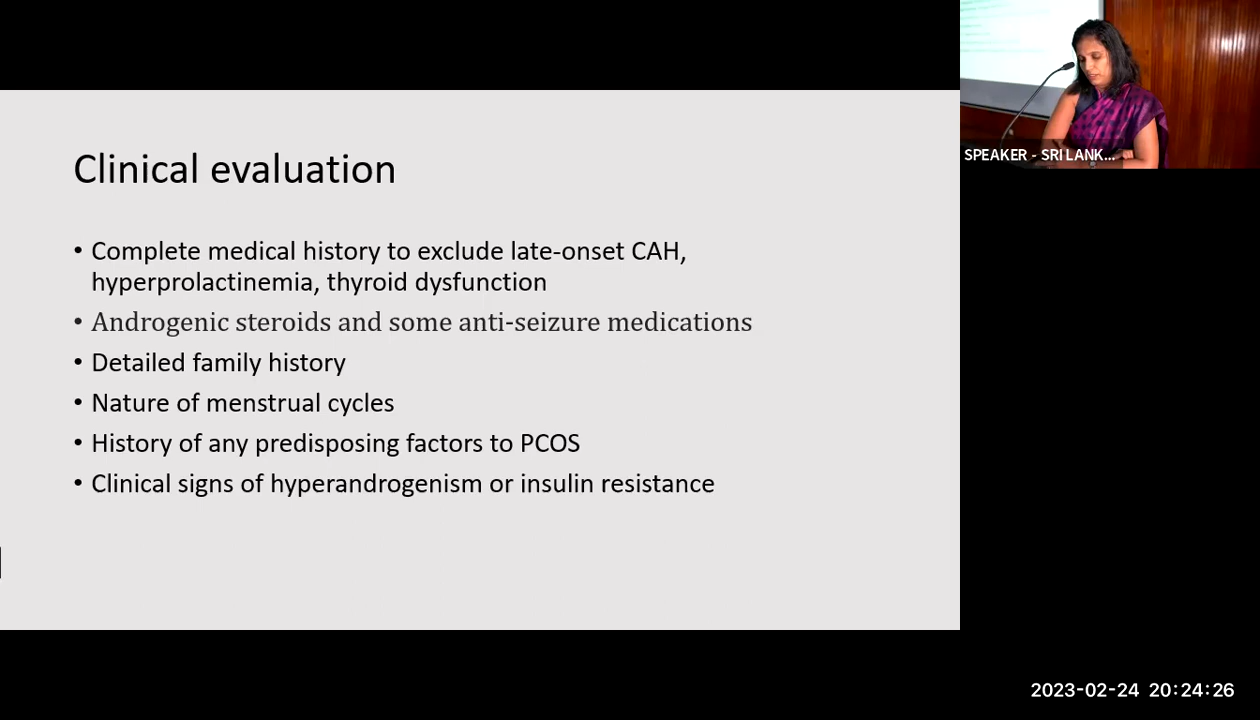 Clinical evaluation
• Complete medical history to exclude late-onset CAH,
hyperprolactinemia, thyroid dysfunction
• Androgenic steroids and some anti-seizure medications
• Detailed family history
• Nature of menstrual cycles
• History of any predisposing factors to PCOS
• Clinical signs of hyperandrogenism or insulin resistance
SPEAKER - SRI LANK...
2023-02-24 20:24:26